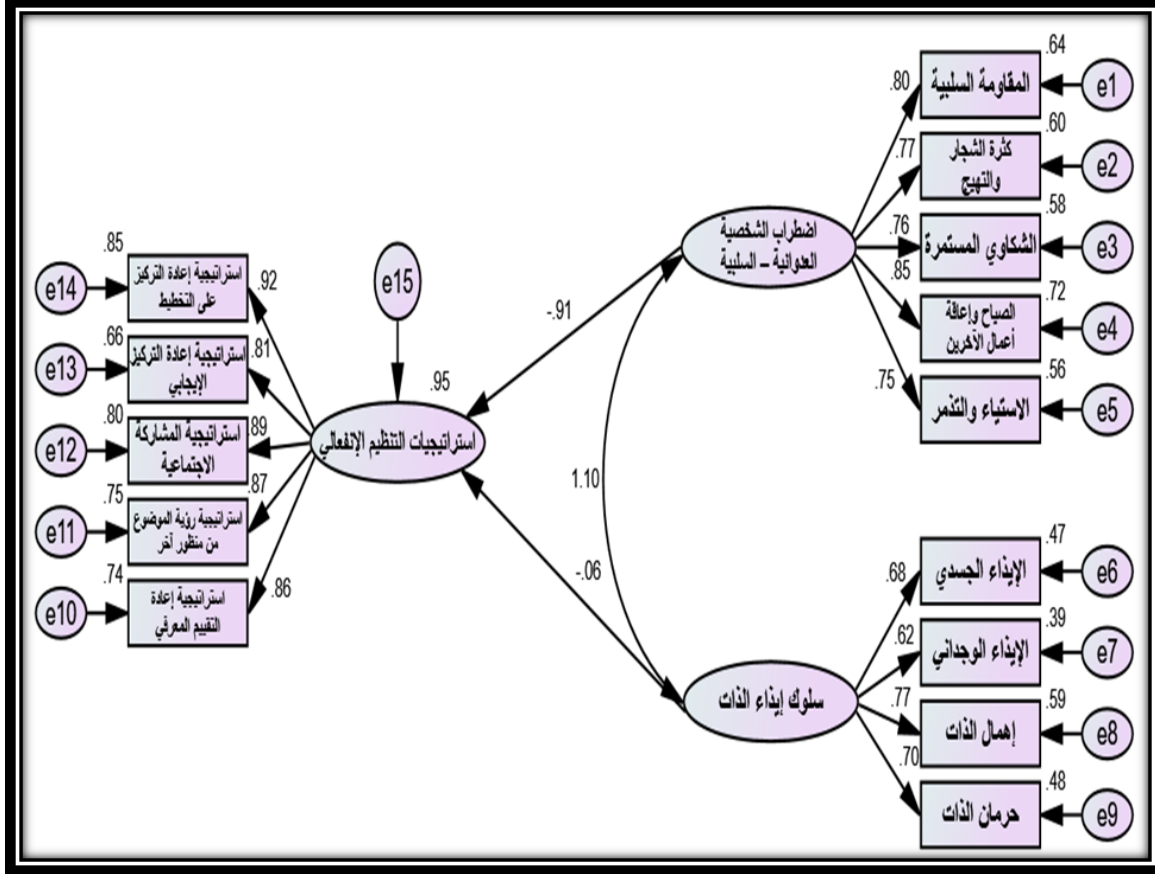 .64
المقاومة السلبية
e1
.80
.60
كثرة الشجار
والتهيج
e2
.77
.58
الشكاوي المستمرة
e3
.76
.72
الصياح وإعاقة
أعمال الآخرين
e4
.85
.56
الاستياء والتذمر
e5
.75
اضطراب الشخصية
العدوانية – السلبية
.85
استراتيجية إعادة التركيز
على التخطيط
e14
.92
.66
استراتيجية إعادة التركيز
الإيجابي
e13
.81
.80
استراتيجية المشاركة
الاجتماعية
e12
.89
.75
استراتيجية رؤية الموضوع
من منظور آخر
e11
.87
.74
استراتيجية إعادة
التقييم المعرفي
e10
.86
e15
.95
استراتيجيات التنظيم الإنفعالي
-.91
1.10
-.06
.47
الإيذاء الجسدي
e6
.68
.39
الإيذاء الوجداني
e7
.62
.59
إهمال الذات
e8
.77
.48
حرمان الذات
e9
.70
سلوك إيذاء الذات